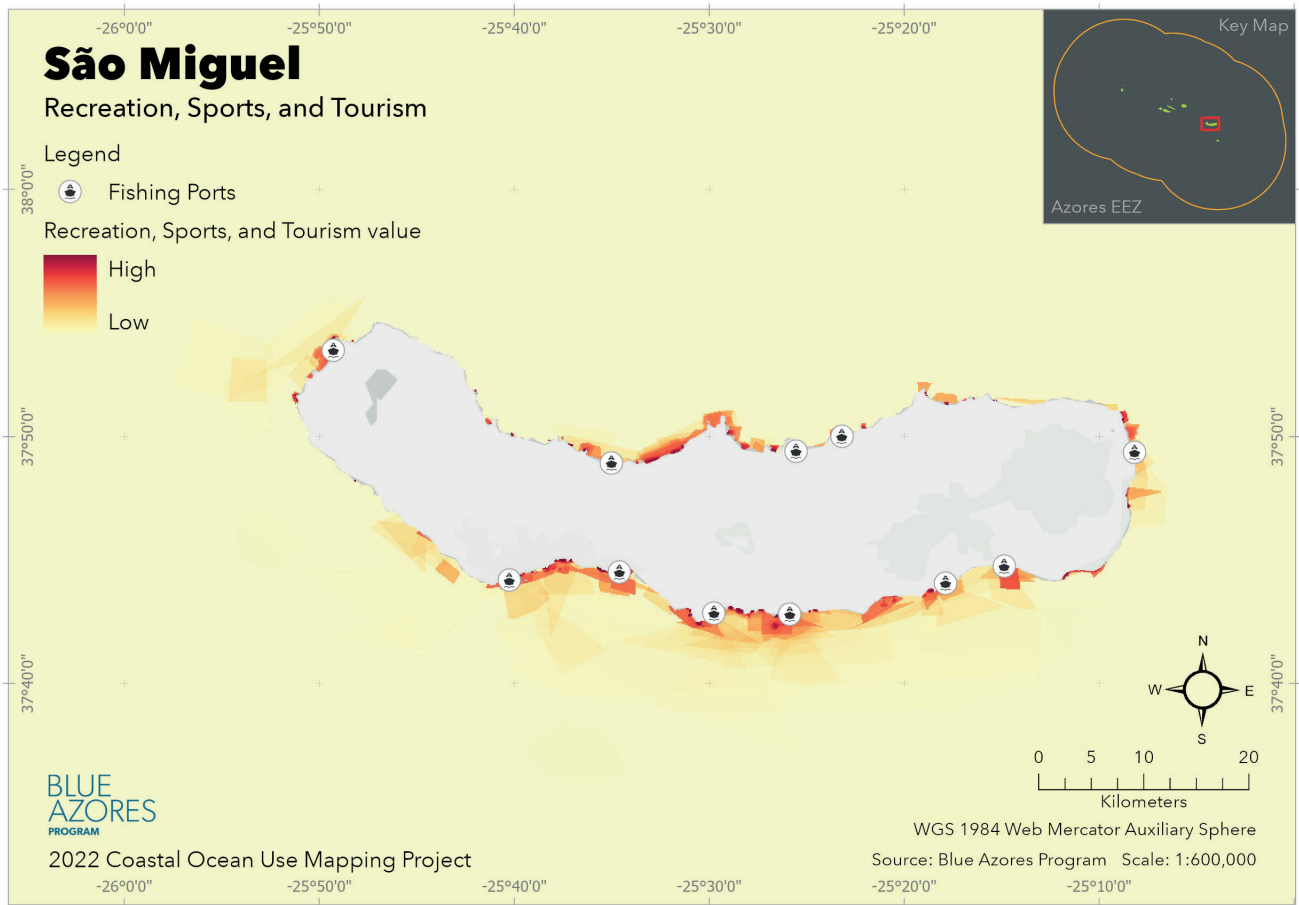 -26°0'0"
-25°50'0"
-25°40'0"
-25°30'0"
-25°20'0"
Key Map
São Miguel
Recreation, Sports, and Tourism
Legend
Fishing Ports
Recreation, Sports, and Tourism value
High
Low
Azores EEZ
38°0'0"
37°50'0"
37°50'0"
37°40'0"
37°40'0"
N
W
E
S
0 5 10 20
Kilometers
BLUE
AZORES
PROGRAM
2022 Coastal Ocean Use Mapping Project
WGS 1984 Web Mercator Auxiliary Sphere
Source: Blue Azores Program Scale: 1:600,000
-26°0'0"
-25°50'0"
-25°40'0"
-25°30'0"
-25°20'0"
-25°10'0"